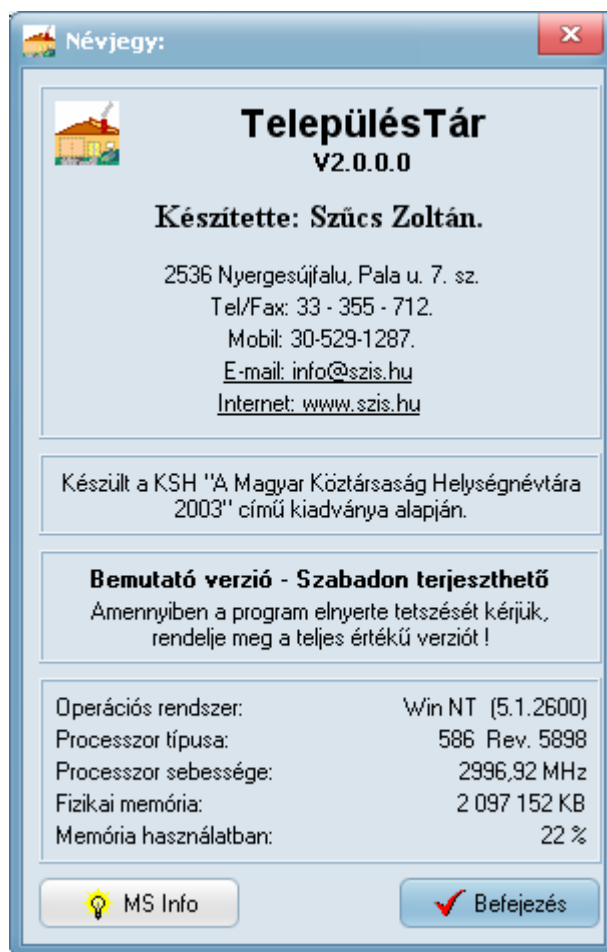 Névjegy:
TelepülésTár
V2.0.0.0
Készítette: Szűcs Zoltán.
2536 Nyergesújfalu, Pala u. 7. sz.
Tel/Fax: 33 - 355 - 712.
Mobil: 30-529-1287.
E-mail: info@szis.hu
Internet: www.szis.hu
Készült a KSH "A Magyar Köztársaság Helységnévtára
2003" című kiadványa alapján.
Bemutató verzió - Szabadon terjeszthető
Amennyiben a program elnyerte tetszését kérjük,
rendelje meg a teljes értékű verziót !
Operációs rendszer: Win NT (5.1.2600)
Processzor típusa: 586 Rev. 5898
Processzor sebessége: 2996,92 MHz
Fizikai memória: 2 097 152 KB
Memória használatban: 22 %
MS Info Befejezés